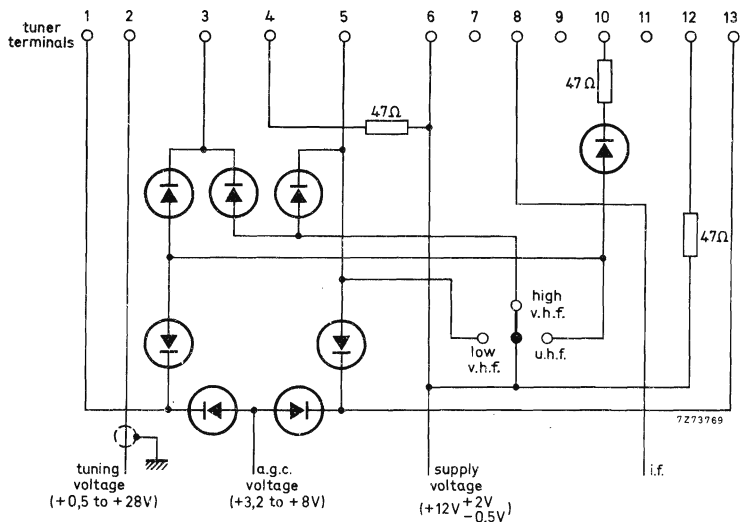 tuner
terminals
1 2 3 4 5 6 7 8 9 10 11 12 13
47Ω
47Ω
47Ω
high
v.h.f.
low
v.h.f.
u.h.f.
7Z73769
tuning
voltage
(+0,5 to +28V)
a.g.c.
voltage
(+3,2 to +8V)
supply
voltage
(+12V +2V
-0,5V)
i.f.